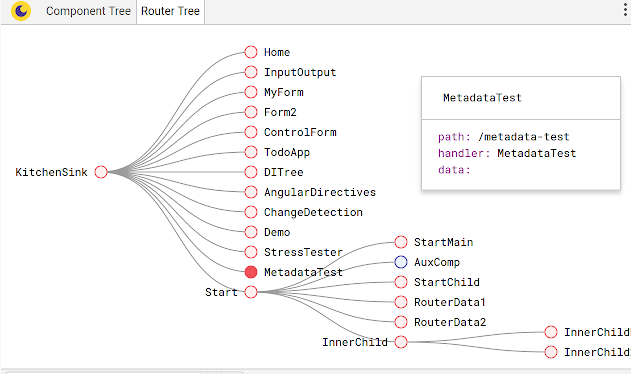 Component Tree
Router Tree
Home
InputOutput
MyForm
Form2
ControlForm
TodoApp
KitchenSink
DITree
AngularDirectives
ChangeDetection
Demo
StressTester
MetadataTest
Start
StartMain
AuxComp
StartChild
RouterData1
RouterData2
InnerChild
InnerChild
InnerChild
MetadataTest
path: /metadata-test
handler: MetadataTest
data: